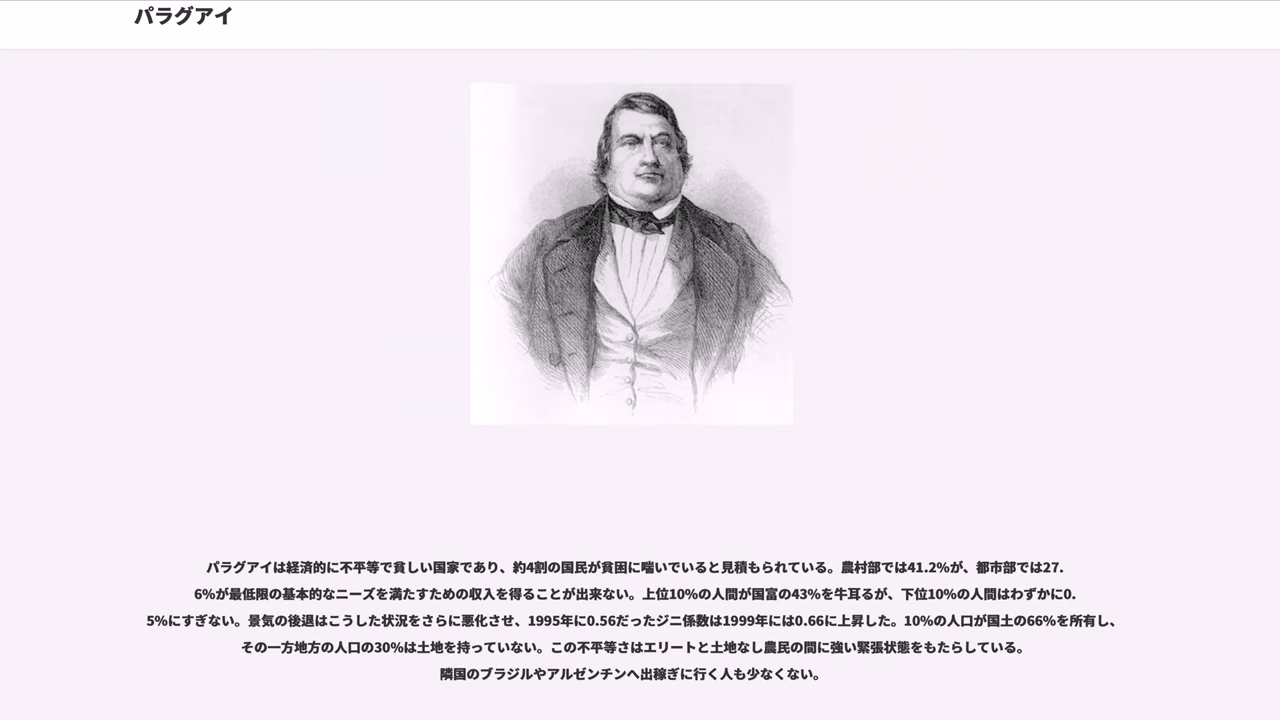 パラグアイ
パラグアイは経済的に不平等で貧しい国家であり、約4割の国民が貧困に喘いでいると見積もられている。農村部では41.2%が、都市部では27.
6%が最低限の基本的なニーズを満たすための収入を得ることが出来ない。上位10%の人間が国富の43%を牛耳るが、下位10%の人間はわずかに0.
5%にすぎない。景気の後退はこうした状況をさらに悪化させ、1995年に0.56だったジニ係数は1999年には0.66に上昇した。10%の人口が国土の66%を所有し、
その一方地方の人口の30%は土地を持っていない。この不平等さはエリートと土地なし農民の間に強い緊張状態をもたらしている。
隣国のブラジルやアルゼンチンへ出稼ぎに行く人も少なくない。